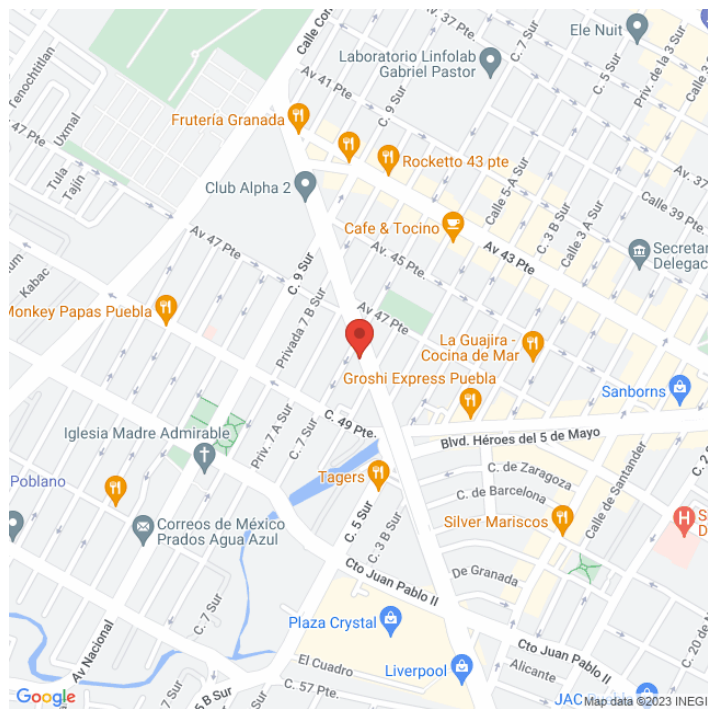 Calle Con
Av 37 Pte.
C. 7 Sur
Ele Nuit
Calle 3
Priv. de la 3 Sur
C. 5 Sur
Laboratorio Linfolab
Gabriel Pastor
Av 41 Pte
C. 9 Sur
Tenochtitlan
Uxmal
Av 47 Pte
Tula
Tajín
Frutería Granada
Rocketto 43 pte
Calle 5-A Sur
Av. 37
Calle 39 Pte.
Club Alpha 2
Cafe & Tocino
C. 3 B Sur
Calle 3 A Sur
Av 47 Pte
C. 9 Sur
Av. 45 Pte.
Av 43 Pte
Secretar
Delegac
Kabac
Monkey Papas Puebla
Privada 7 B Sur
Av 47 Pte
La Guajira -
Cocina de Mar
Groshi Express Puebla
Sanborns
C. 49 Pte.
Blvd. Héroes del 5 de Mayo
Iglesia Madre Admirable
Priv. 7 A Sur
C. 7 Sur
C. 2
Poblano
Tagers
C. de Zaragoza
C. de Barcelona
Calle de Santander
Correos de México
Prados Agua Azul
C. 5 Sur
C. 3 B Sur
Silver Mariscos
S
D
Cto Juan Pablo II
De Granada
C. 7 Sur
Av Nacional
Plaza Crystal
Cto Juan Pablo II
C. 20 de N
El Cuadro
Liverpool
Alicante
5 B Sur
C. 57 Pte.
JAC
Google
Map data ©2023 INEGI